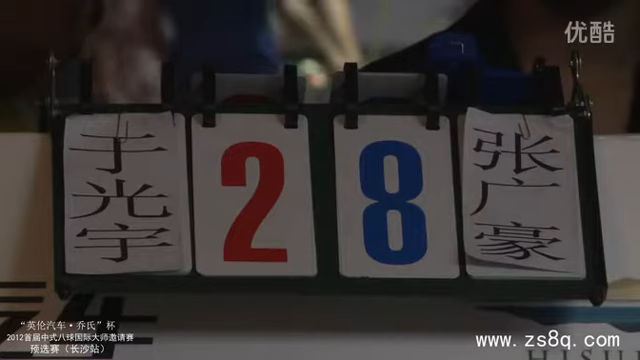 优酷
于光宇
2
8
张广豪
“英伦汽车·乔氏”杯
2012首届中式八球国际大师邀请赛
预选赛（长沙站）
www.zs8q.com